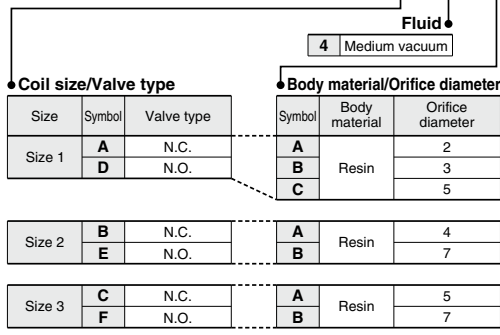 Fluid
4 Medium vacuum
Coil size/Valve type
Size Symbol Valve type
Size 1 A N.C.
D N.O.
Size 2 B N.C.
E N.O.
Size 3 C N.C.
F N.O.
Body material/Orifice diameter
Symbol Body material Orifice diameter
A Resin 2
B 3
C 5
A Resin 4
B 7
A Resin 5
B 7